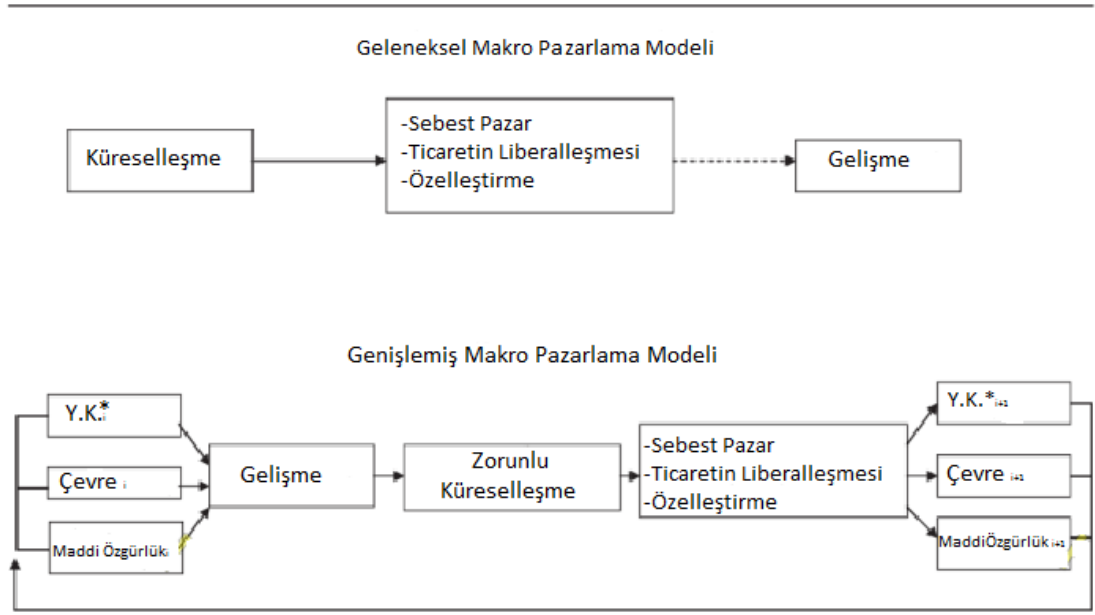 Geleneksel Makro Pazarlama Modeli
Küreselleşme
-Sebest Pazar
-Ticaretin Liberalleşmesi
-Özelleştirme
Gelişme
Genişlemiş Makro Pazarlama Modeli
Y.K.* i
Çevre i
Maddi Özgürlük i
Gelişme
Zorunlu
Küreselleşme
-Sebest Pazar
-Ticaretin Liberalleşmesi
-Özelleştirme
Y.K.* i+1
Çevre i+1
MaddiÖzgürlük i+1